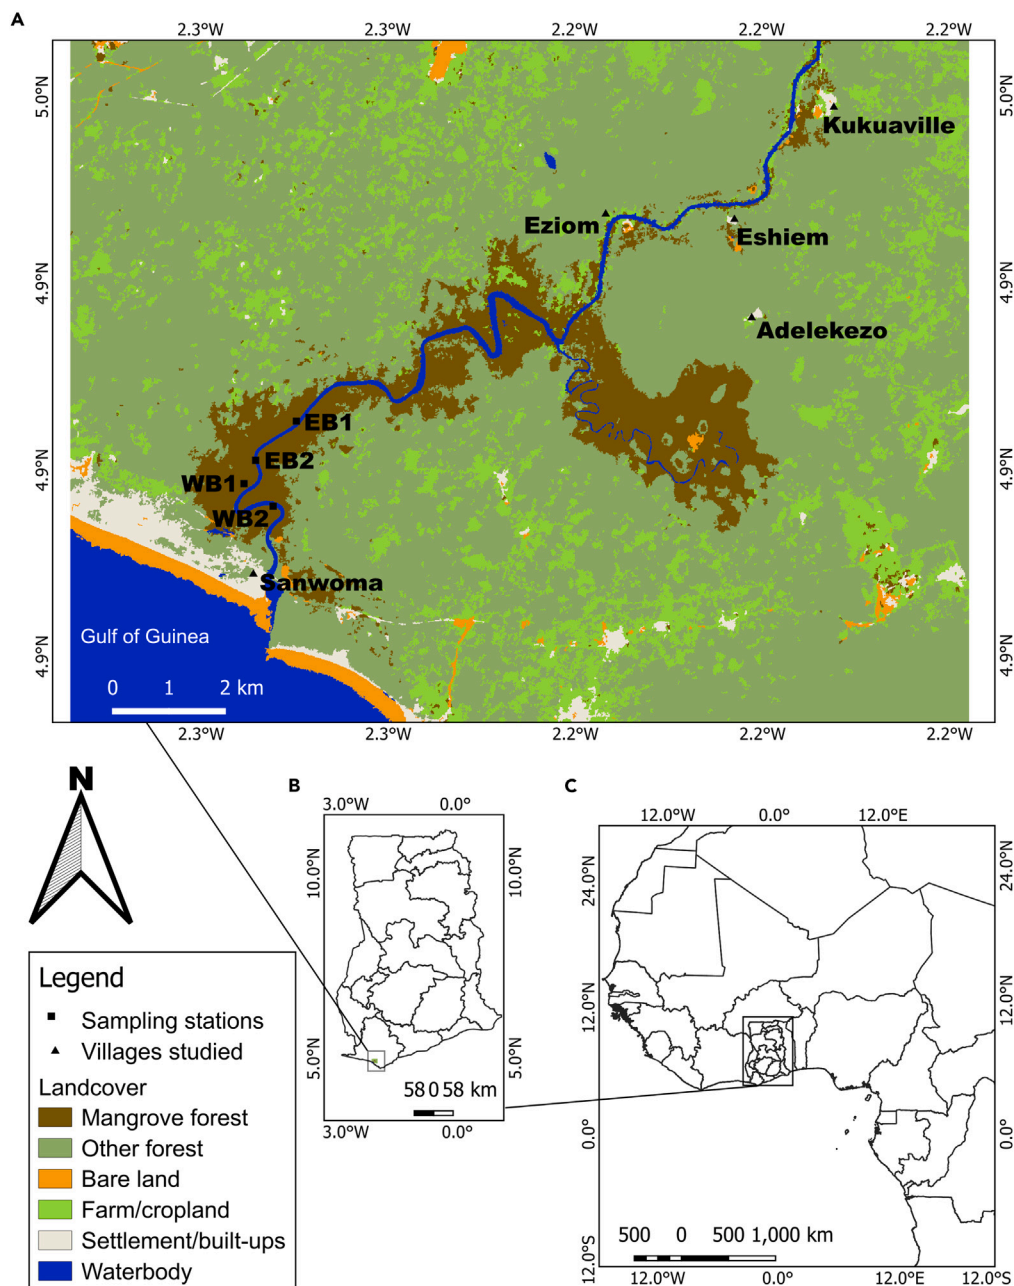 A
2.3°W 2.3°W 2.2°W 2.2°W 2.2°W
5.0°N
5.0°N
Kukuaville
Eziom
Eshiem
4.9°N
4.9°N
Adelekezo
EB1
EB2
4.9°N
WB1
4.9°N
WB2
Sanwoma
Gulf of Guinea
4.9°N
4.9°N
0 1 2 km
2.3°W 2.3°W 2.2°W 2.2°W 2.2°W
N
B
3.0°W 0.0°
10.0°N
10.0°N
5.0°N
5.0°N
58 0 58 km
3.0°W 0.0°
C
12.0°W 0.0° 12.0°E
24.0°N
24.0°N
12.0°N
12.0°N
0.0°
0.0°
12.0°S
500 0 500 1,000 km
12.0°W 0.0° 12.0°E 12.0°S
Legend
Sampling stations
Villages studied
Landcover
Mangrove forest
Other forest
Bare land
Farm/cropland
Settlement/built-ups
Waterbody